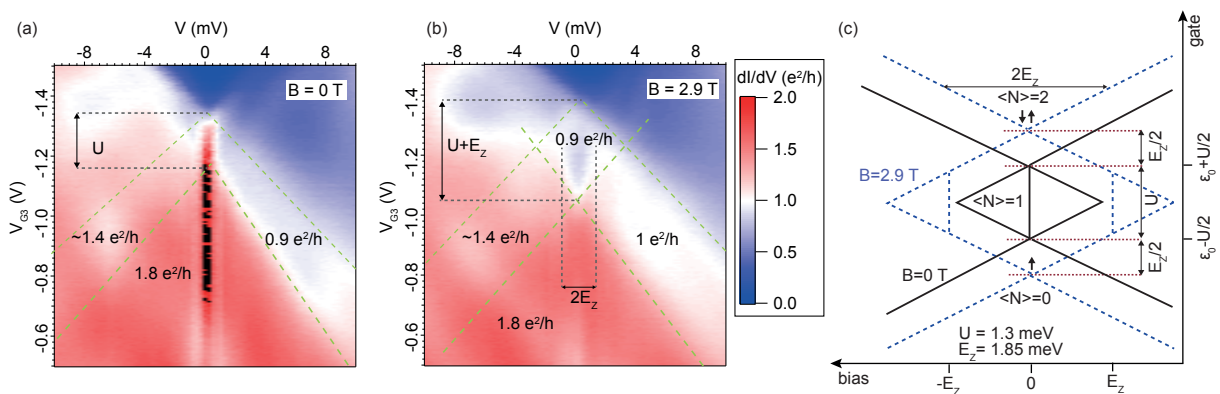 (a)
V (mV)
-8 -4 0 4 8
B = 0 T
U
~1.4 e²/h
1.8 e²/h
0.9 e²/h
V_G3 (V)
-1.4
-1.2
-1.0
-0.8
-0.6
(b)
V (mV)
-8 -4 0 4 8
B = 2.9 T
U+E_Z
0.9 e²/h
~1.4 e²/h
1 e²/h
2E_Z
1.8 e²/h
-1.4
-1.2
-1.0
-0.8
-0.6
dI/dV (e²/h)
2.0
1.5
1.0
0.5
0.0
(c)
gate
2E_Z
<N>=2
E_Z/2
ε₀+U/2
B=2.9 T
<N>=1
U
ε₀-U/2
E_Z/2
B=0 T
<N>=0
U = 1.3 meV
E_Z= 1.85 meV
bias
-E_Z 0 E_Z